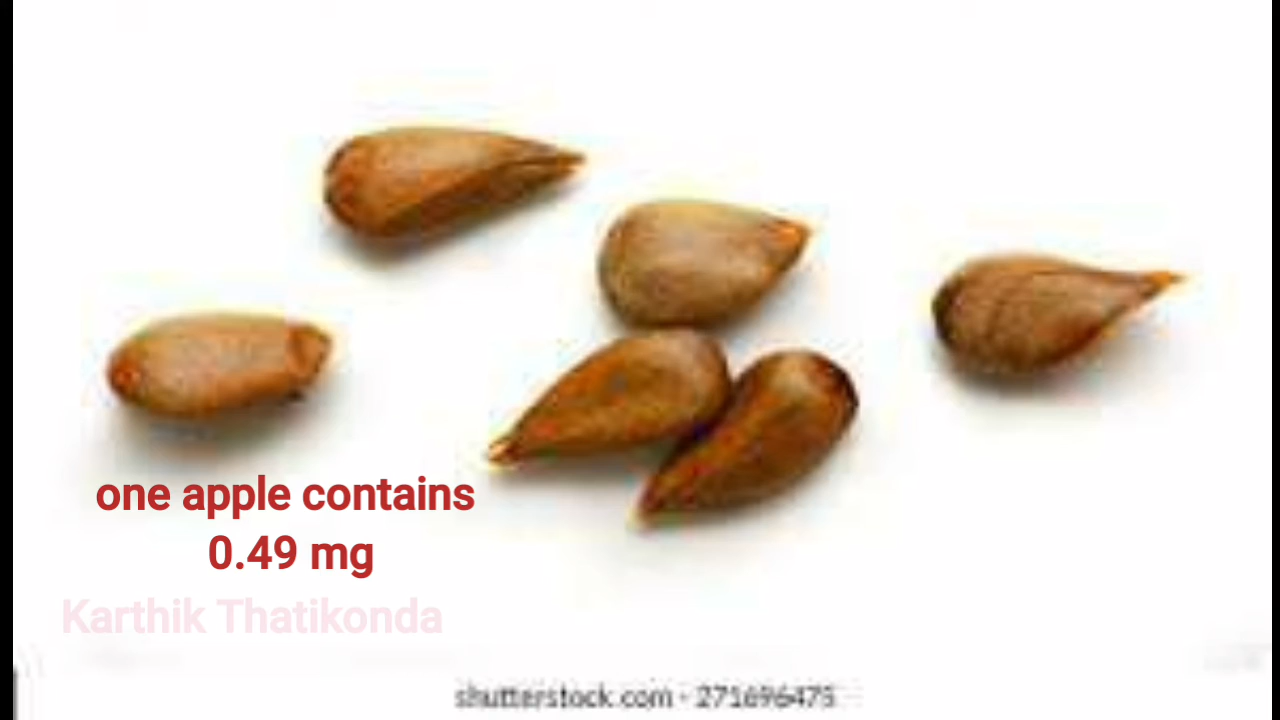 one apple contains
0.49 mg
Karthik Thatikonda
shutterstock.com · 271696475